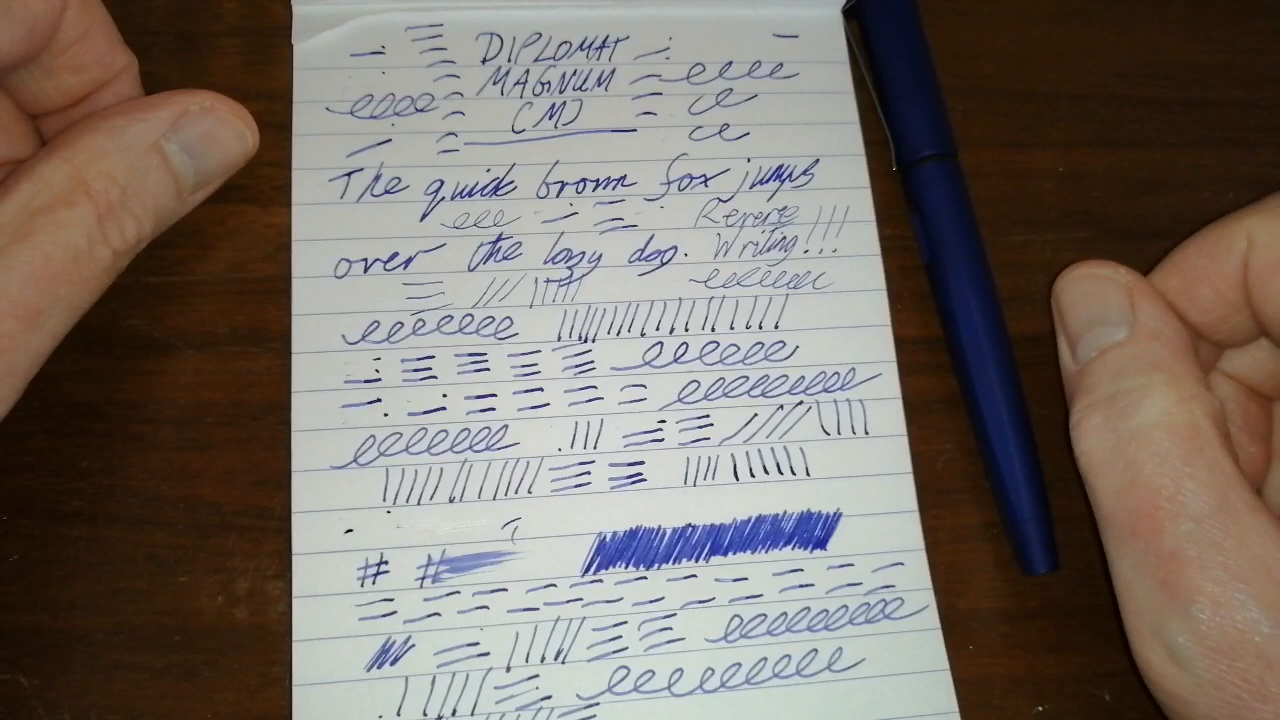 DIPLOMAT
MAGNUM
(M)
The quick brown fox jumps
Reverse
over the lazy dog. Writing!!!